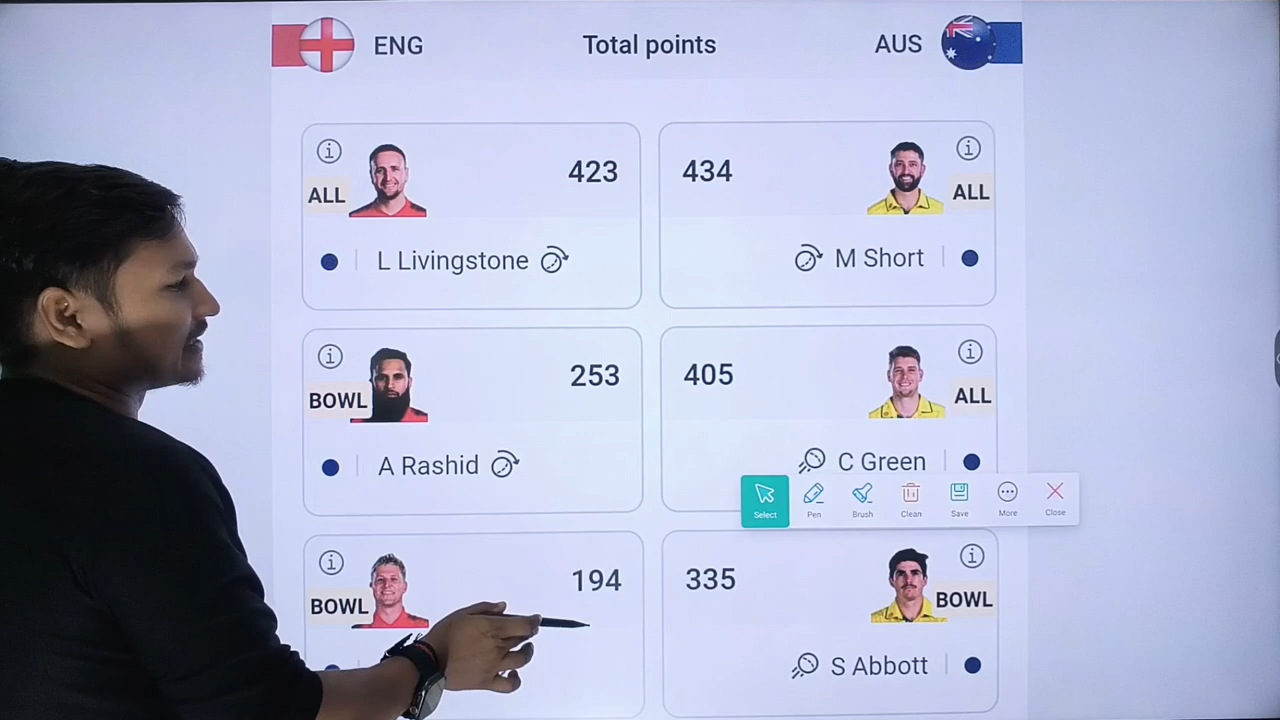 ENG Total points AUS
423
ALL
L Livingstone
434
ALL
M Short
253
BOWL
A Rashid
405
ALL
C Green
Select Pen Brush Clean Save More Close
194
BOWL
335
BOWL
S Abbott